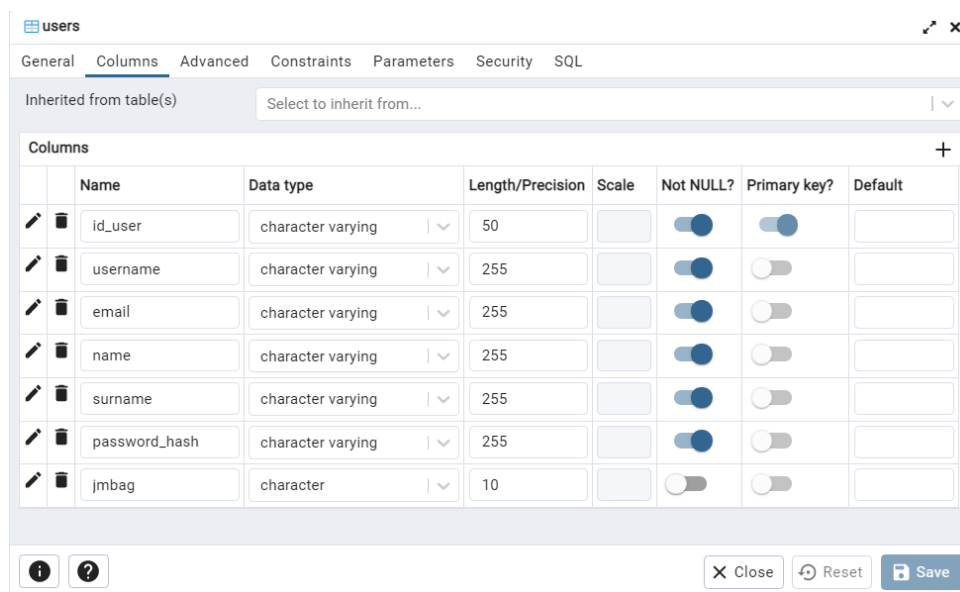 users
General Columns Advanced Constraints Parameters Security SQL
Inherited from table(s) Select to inherit from...
Columns
Name Data type Length/Precision Scale Not NULL? Primary key? Default
id_user character varying 50
username character varying 255
email character varying 255
name character varying 255
surname character varying 255
password_hash character varying 255
jmbag character 10
Close Reset Save